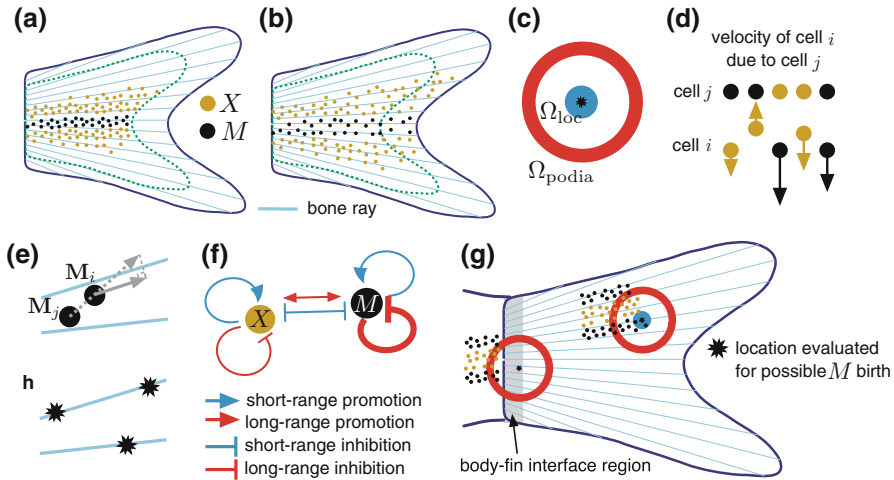 (a)
X
M
bone ray
(b)
(c)
Ωloc
Ωpodia
(d)
velocity of cell i
due to cell j
cell j
cell i
(e)
Mi
Mj
h
(f)
X
M
short-range promotion
long-range promotion
short-range inhibition
long-range inhibition
(g)
location evaluated
for possible M birth
body-fin interface region